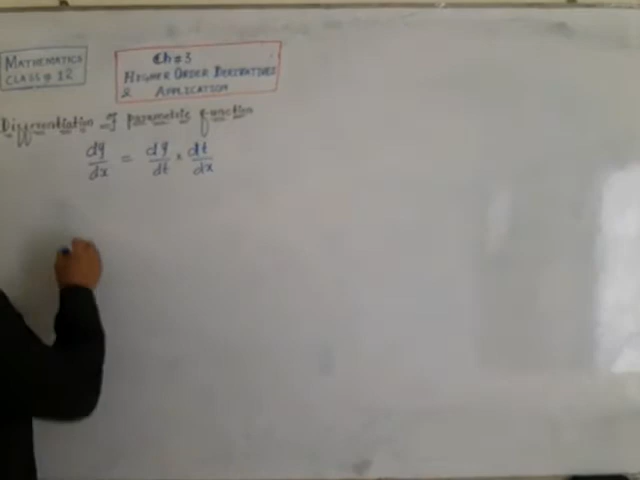 MATHEMATICS
CLASS # 12
Ch # 3
HIGHER ORDER DERIVATIVES
& APPLICATION
Differentiation of parametric function
dy/dx = dy/dt × dt/dx